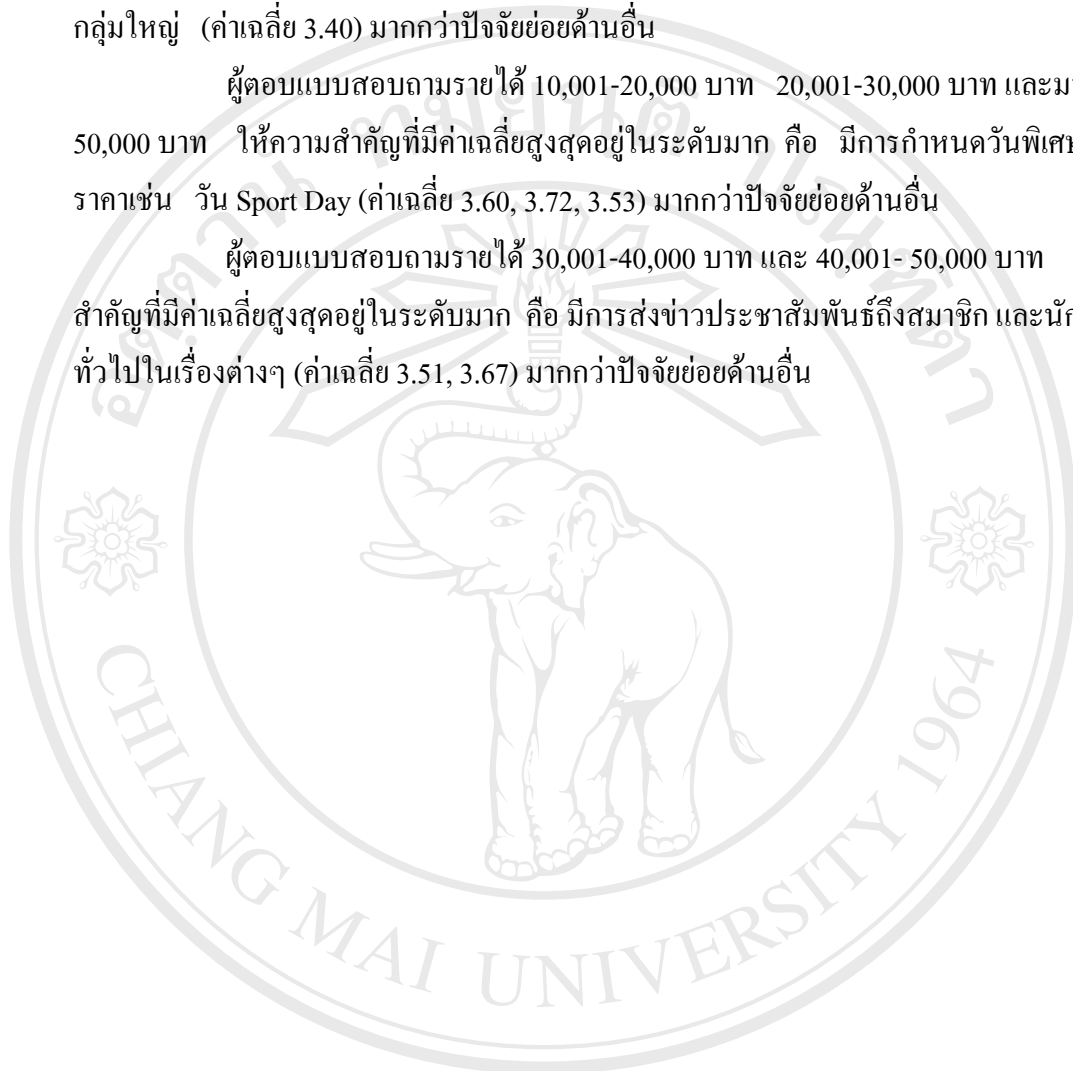 กลุ่มใหญ่ (ค่าเฉลี่ย 3.40) มากกว่าปัจจัยย่อยด้านอื่น
ผู้ตอบแบบสอบถามรายได้ 10,001-20,000 บาท 20,001-30,000 บาท และ
50,000 บาท ให้ความสำคัญที่มีค่าเฉลี่ยสูงสุดอยู่ในระดับมาก คือ มีการกำหนดวัน
ราคาเช่น วัน Sport Day (ค่าเฉลี่ย 3.60, 3.72, 3.53) มากกว่าปัจจัยย่อยด้านอื่น
ผู้ตอบแบบสอบถามรายได้ 30,001-40,000 บาท และ 40,001- 50,000 บาท
สำคัญที่มีค่าเฉลี่ยสูงสุดอยู่ในระดับมาก คือ มีการส่งข่าวประชาสัมพันธ์ถึงสมาชิก และ
ทั่วไปในเรื่องต่างๆ (ค่าเฉลี่ย 3.51, 3.67) มากกว่าปัจจัยย่อยด้านอื่น
CHIANG MAI UNIVERSITY 1964